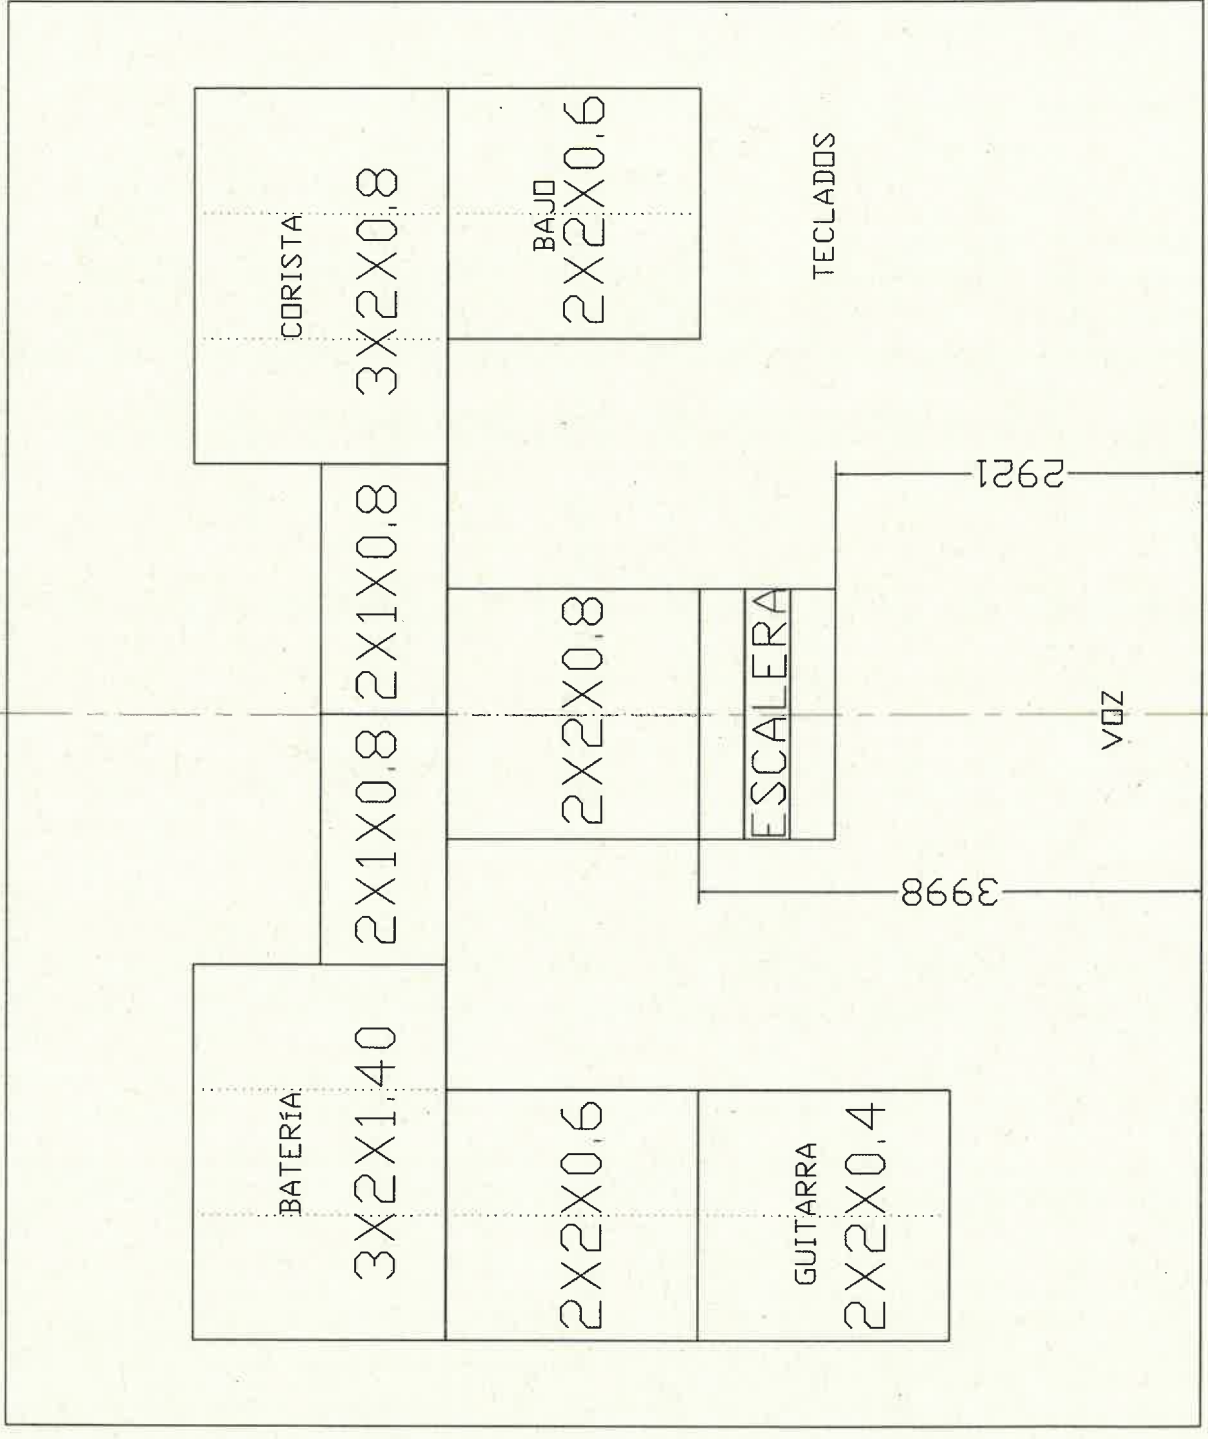 BATERÍA
3X2X1.40
2X1X0.8
2X1X0.8
CORISTA
3X2X0.8
2X2X0.6
2X2X0.8
BAJO
2X2X0.6
ESCALERA
GUITARRA
2X2X0.4
TECLADOS
3998
2921
VOZ